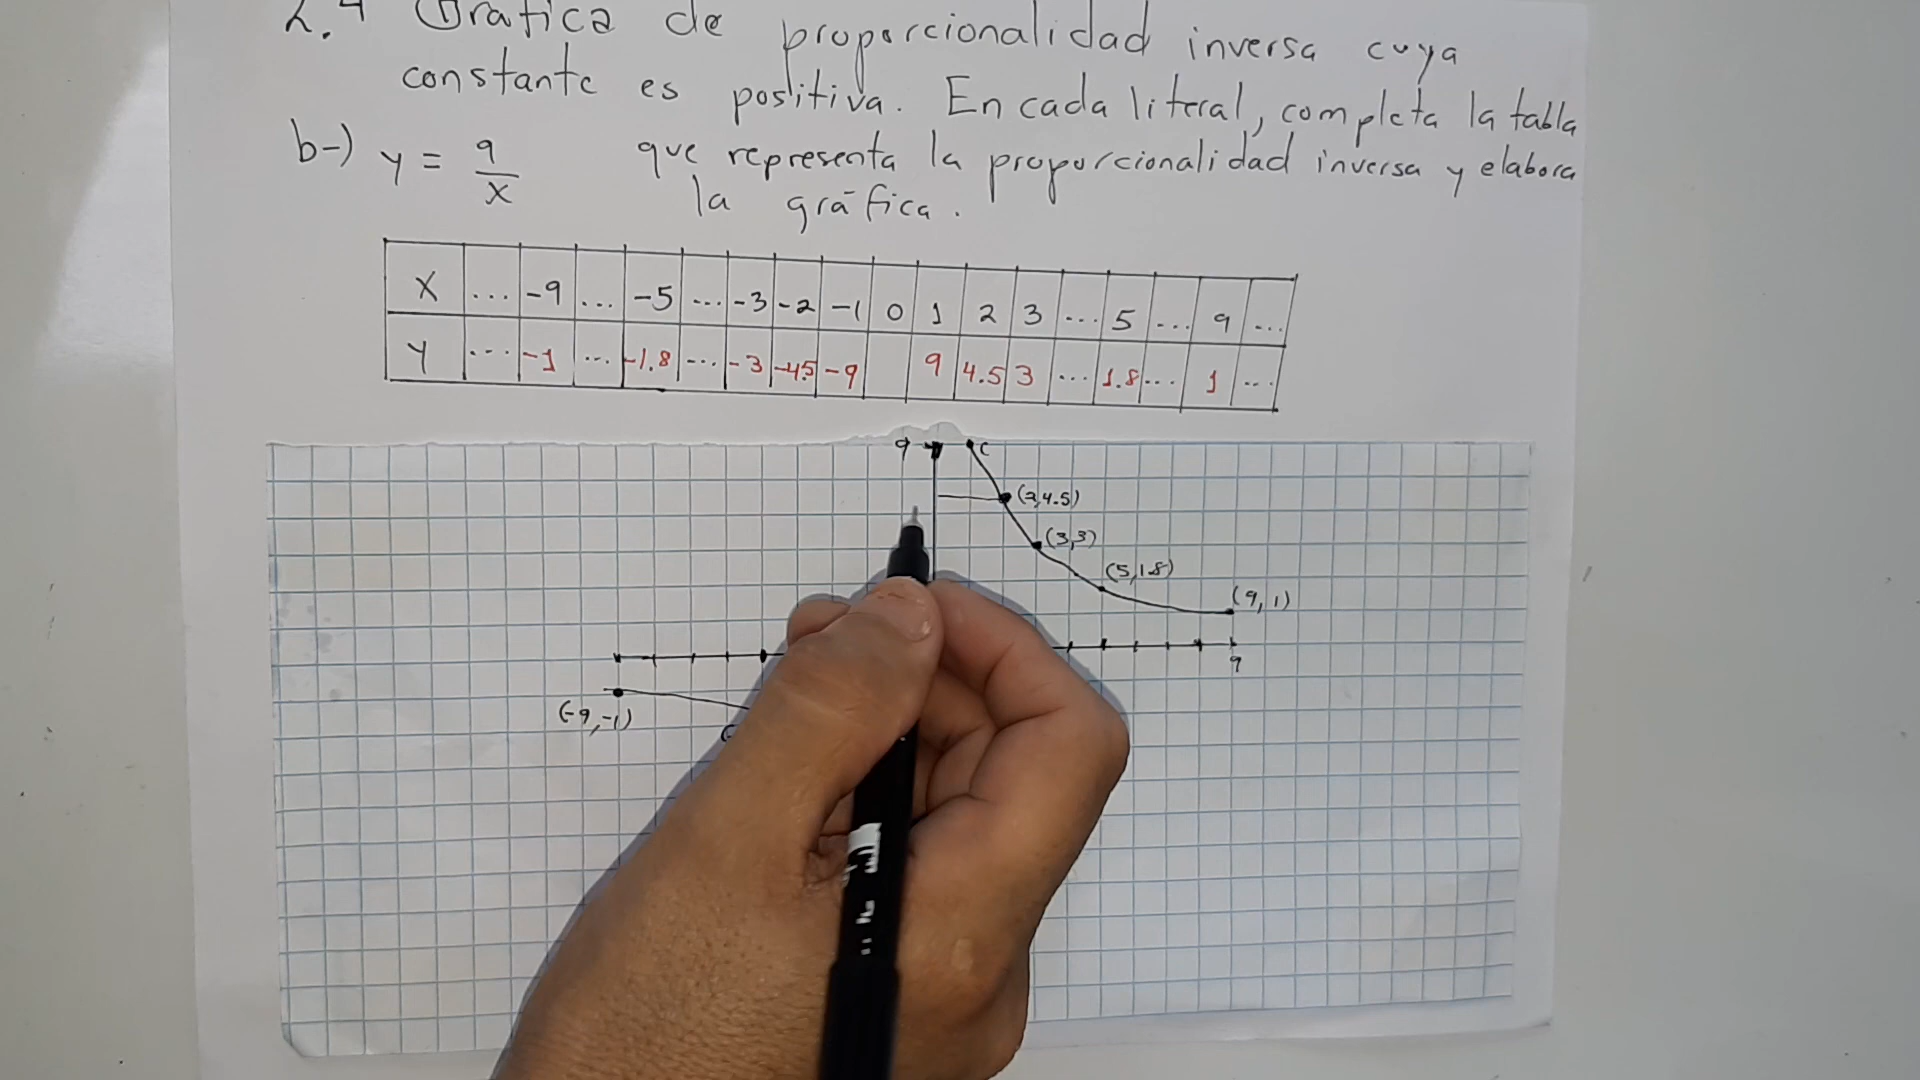 2.4 Gráfica de proporcionalidad inversa cuya
constante es positiva. En cada literal, completa la tabla
b-) y = 9/x que representa la proporcionalidad inversa y elabora
la gráfica.
X ... -9 ... -5 ... -3 -2 -1 0 1 2 3 ... 5 ... 9 ...
Y ... -1 ... -1.8 ... -3 -4.5 -9 9 4.5 3 ... 1.8 ... 1 ...
9 C
(2,4.5)
(3,3)
(5,1.8)
(9, 1)
9
(-9,-1)